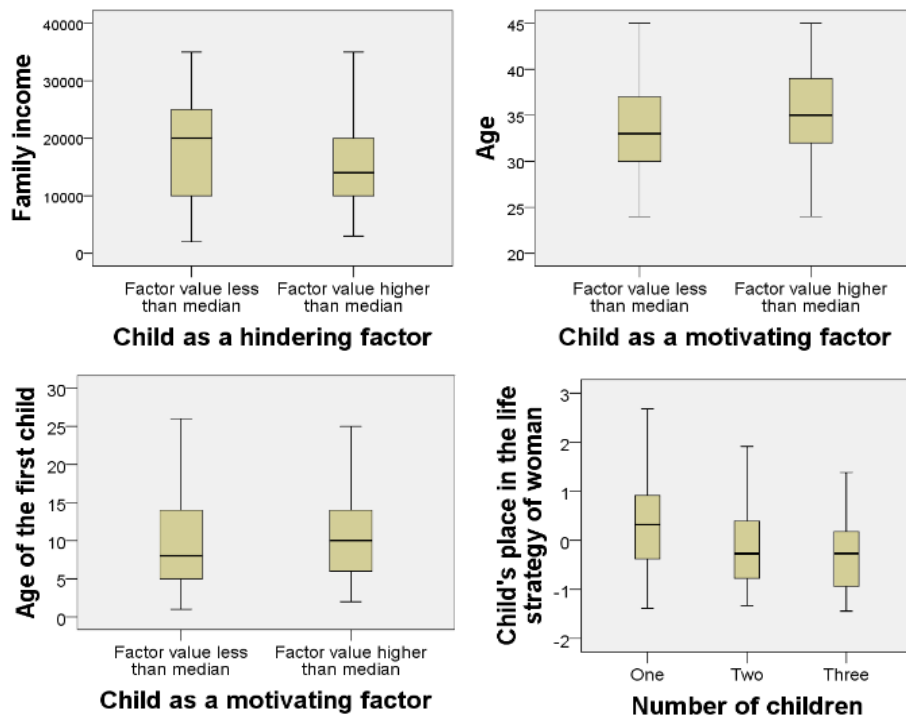 Family income
40000
30000
20000
10000
0
Factor value less
than median
Factor value higher
than median
Child as a hindering factor
Age
45
40
35
30
25
20
Factor value less
than median
Factor value higher
than median
Child as a motivating factor
Age of the first child
30
25
20
15
10
5
0
Factor value less
than median
Factor value higher
than median
Child as a motivating factor
Child's place in the life
strategy of woman
3
2
1
-0
-1
-2
One
Two
Three
Number of children